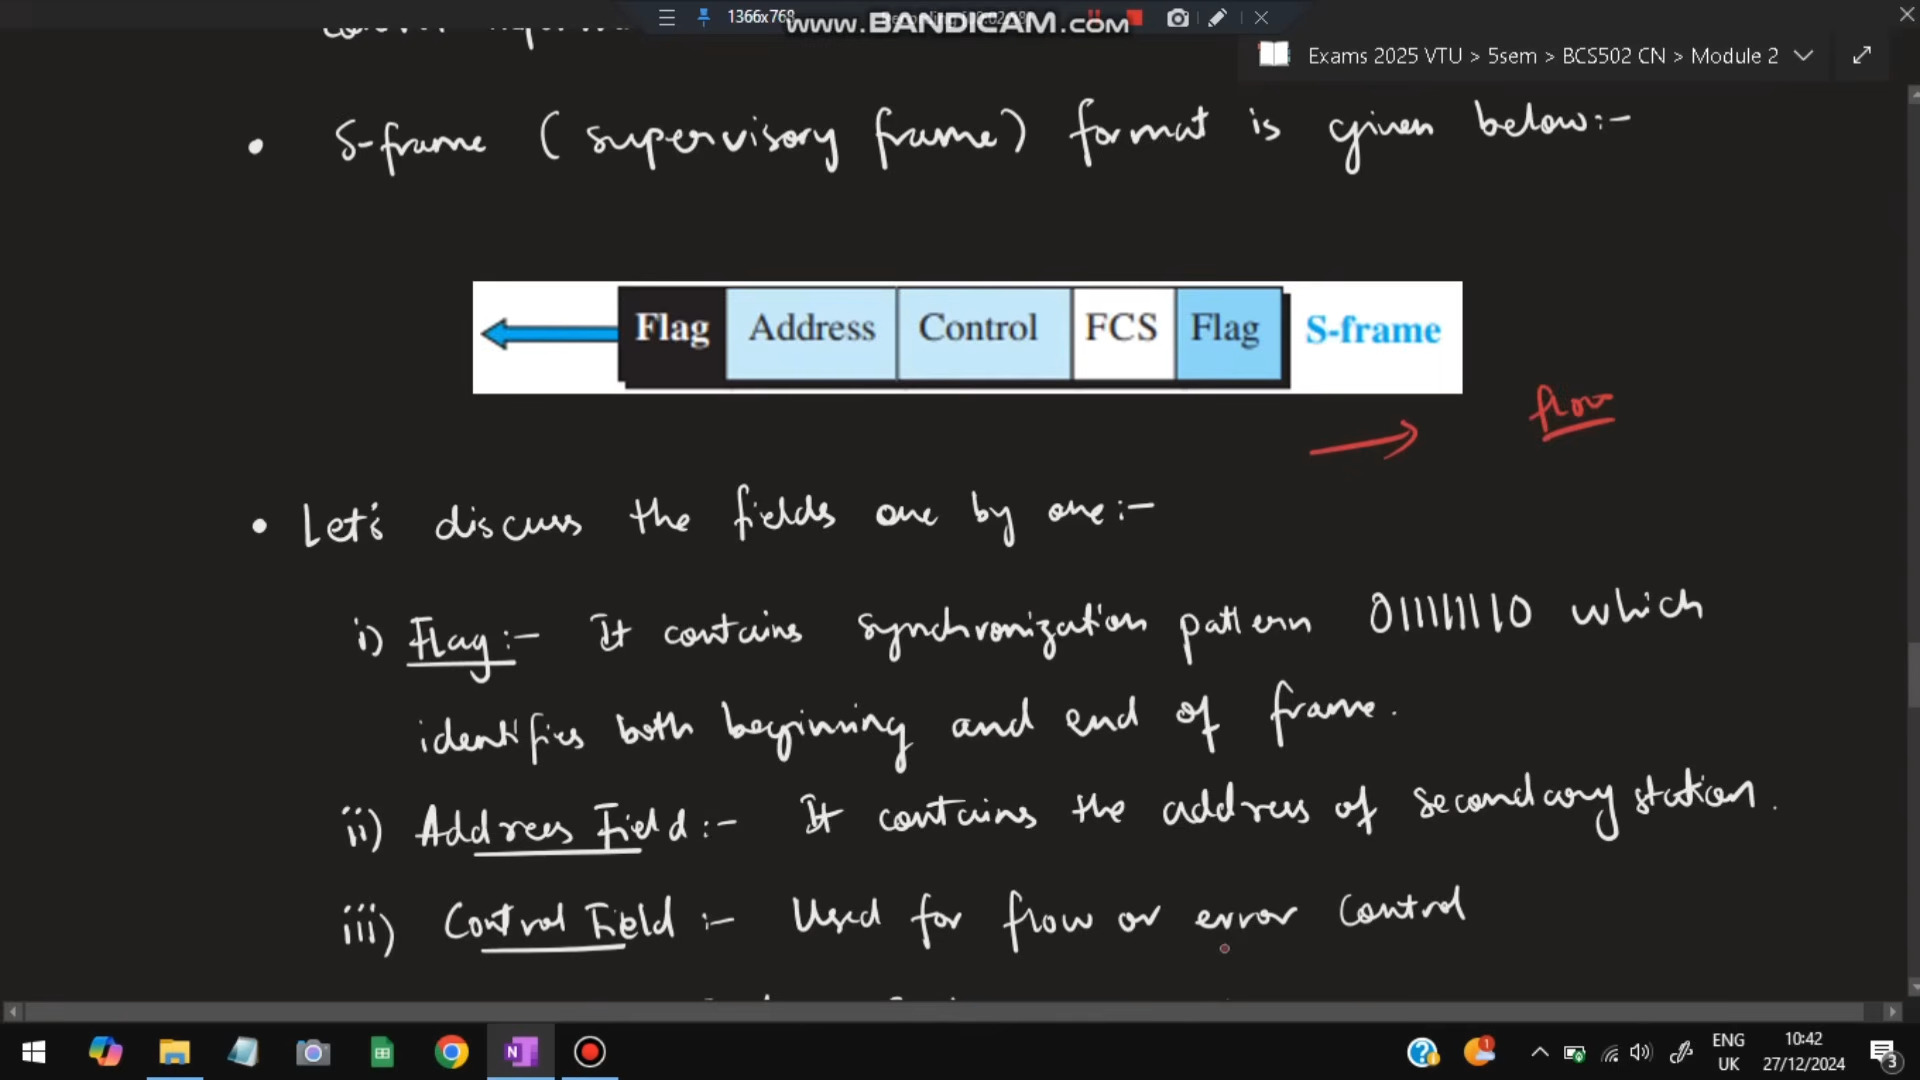 1366x768
www.BANDICAM.com
Exams 2025 VTU > 5sem > BCS502 CN > Module 2
• S-frame (supervisory frame) format is given below:-
Flag Address Control FCS Flag S-frame
flow
• Let's discuss the fields one by one:-
i) Flag:- It contains synchronization pattern 011111110 which
identifies both beginning and end of frame.
ii) Address Field:- It contains the address of secondary station.
iii) Control Field:- Used for flow or error control
ENG
UK
10:42
27/12/2024
3